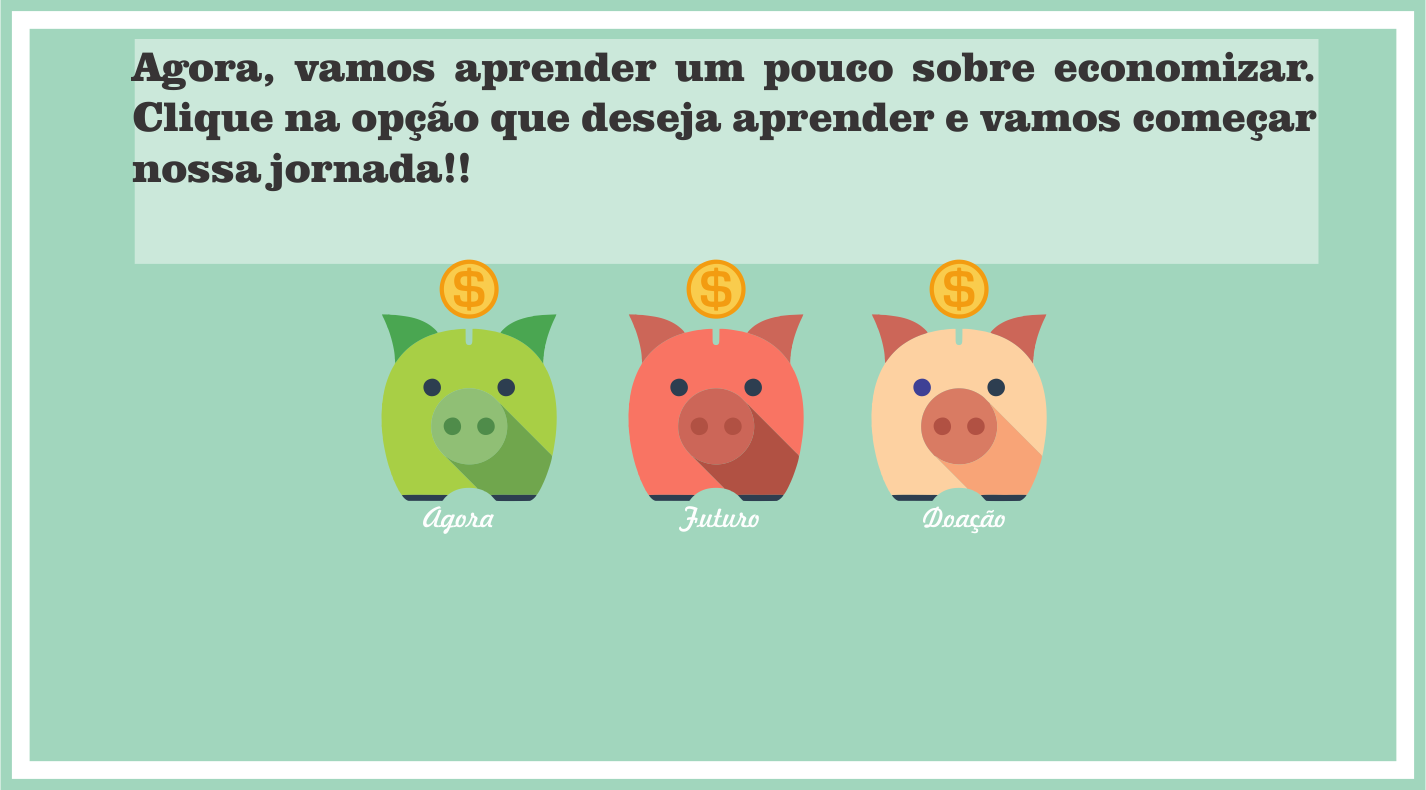 Agora, vamos aprender um pouco sobre economizar.
Clique na opção que deseja aprender e vamos começar
nossa jornada!!
$ $ $
Agora Futuro Doação